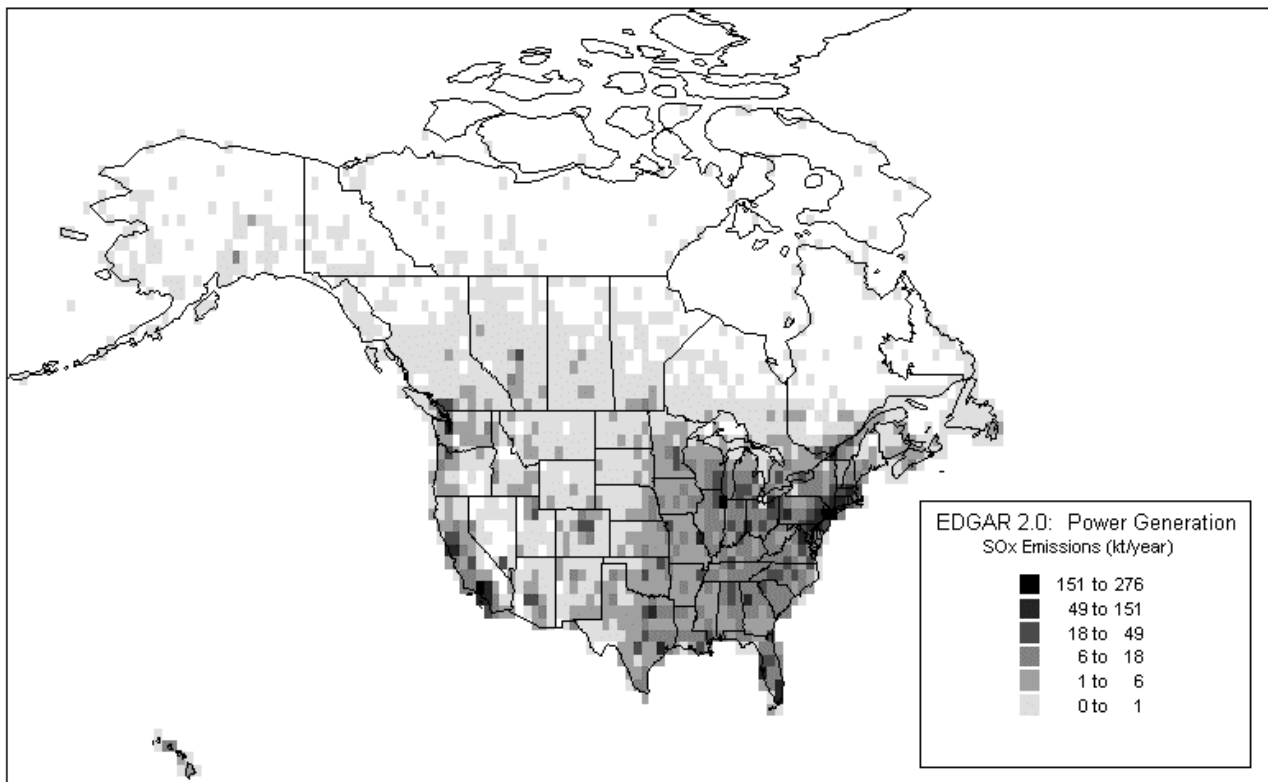 EDGAR 2.0: Power Generation
SOx Emissions (kt/year)
151 to 276
49 to 151
18 to 49
6 to 18
1 to 6
0 to 1